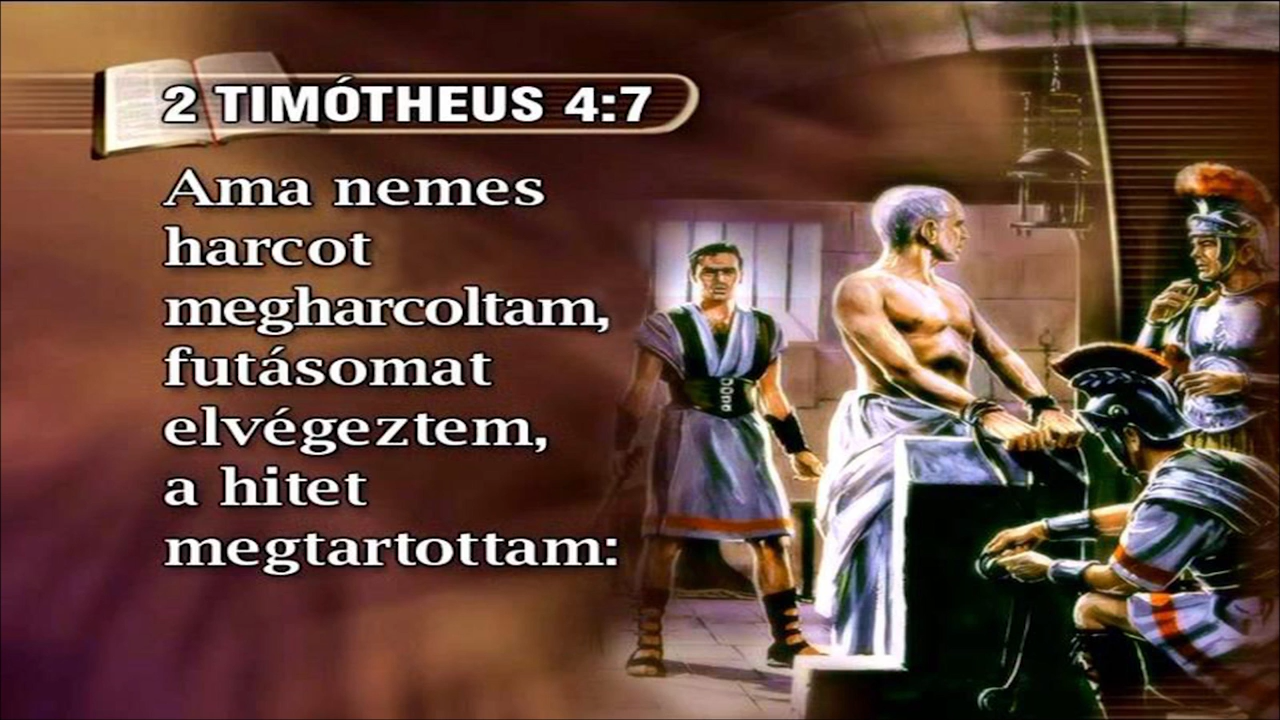 2 TIMÓTHEUS 4:7
Ama nemes
harcot
megharcoltam,
futásomat
elvégeztem,
a hitet
megtartottam: